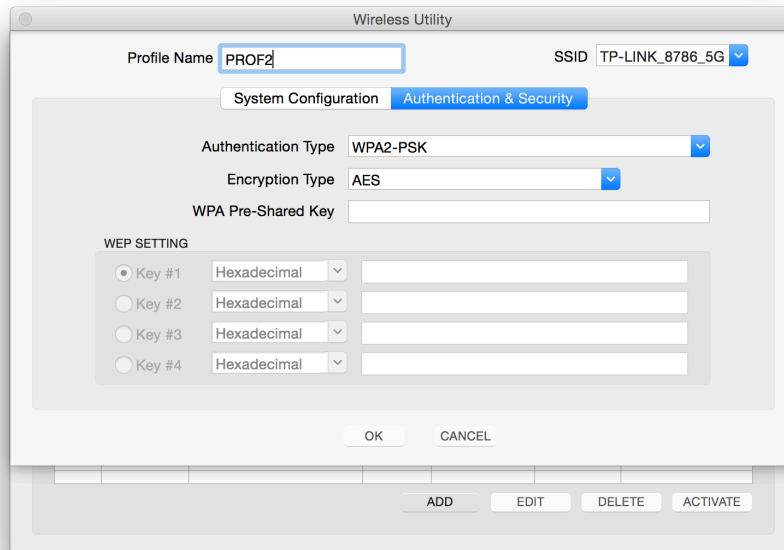 Wireless Utility
Profile Name PROF2 SSID TP-LINK_8786_5G
System Configuration Authentication & Security
Authentication Type WPA2-PSK
Encryption Type AES
WPA Pre-Shared Key
WEP SETTING
Key #1 Hexadecimal
Key #2 Hexadecimal
Key #3 Hexadecimal
Key #4 Hexadecimal
OK CANCEL
ADD EDIT DELETE ACTIVATE